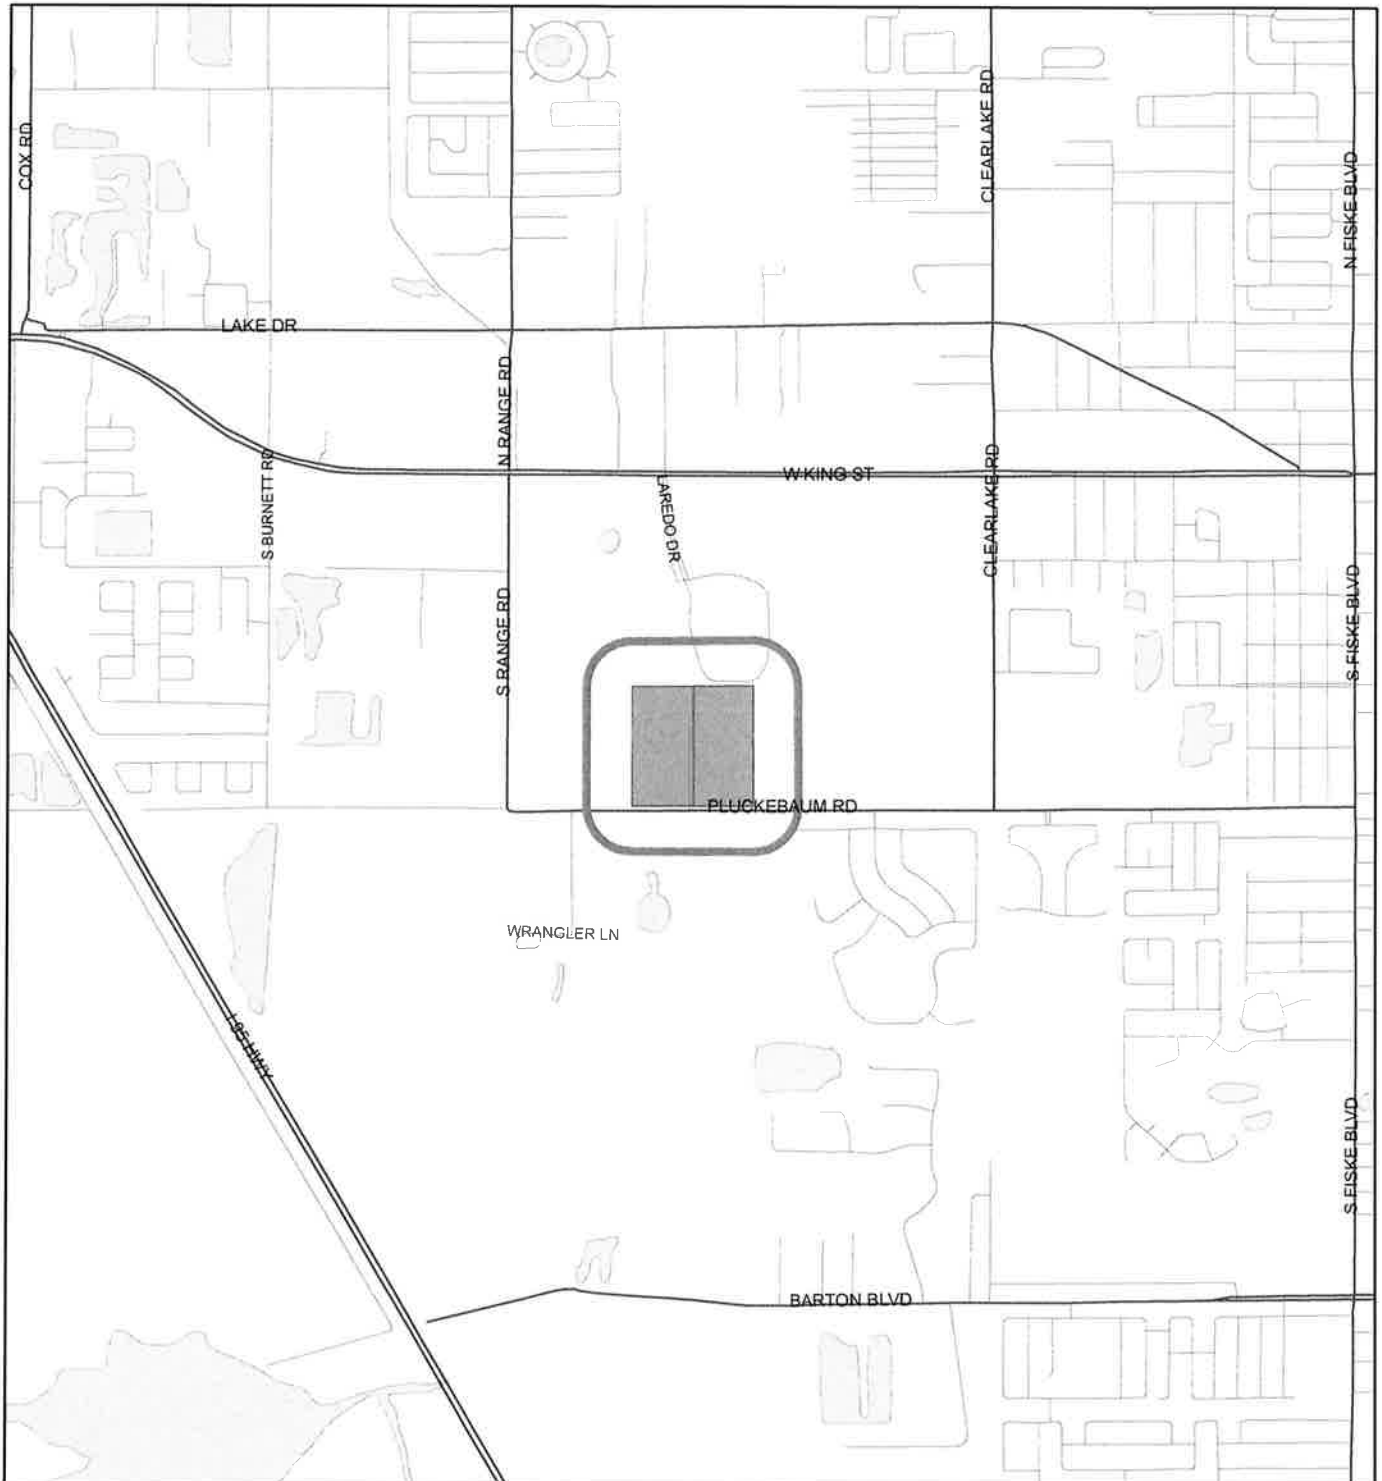 COX RD
CLEARLAKE RD
N FISKE BLVD
LAKE DR
N RANGE RD
W KING ST
S BURNETT RD
LAREDO DR
CLEARLAKE RD
S RANGE RD
S FISKE BLVD
PLUCKEBAUM RD
WRANGLER LN
I 95 HWY
S FISKE BLVD
BARTON BLVD